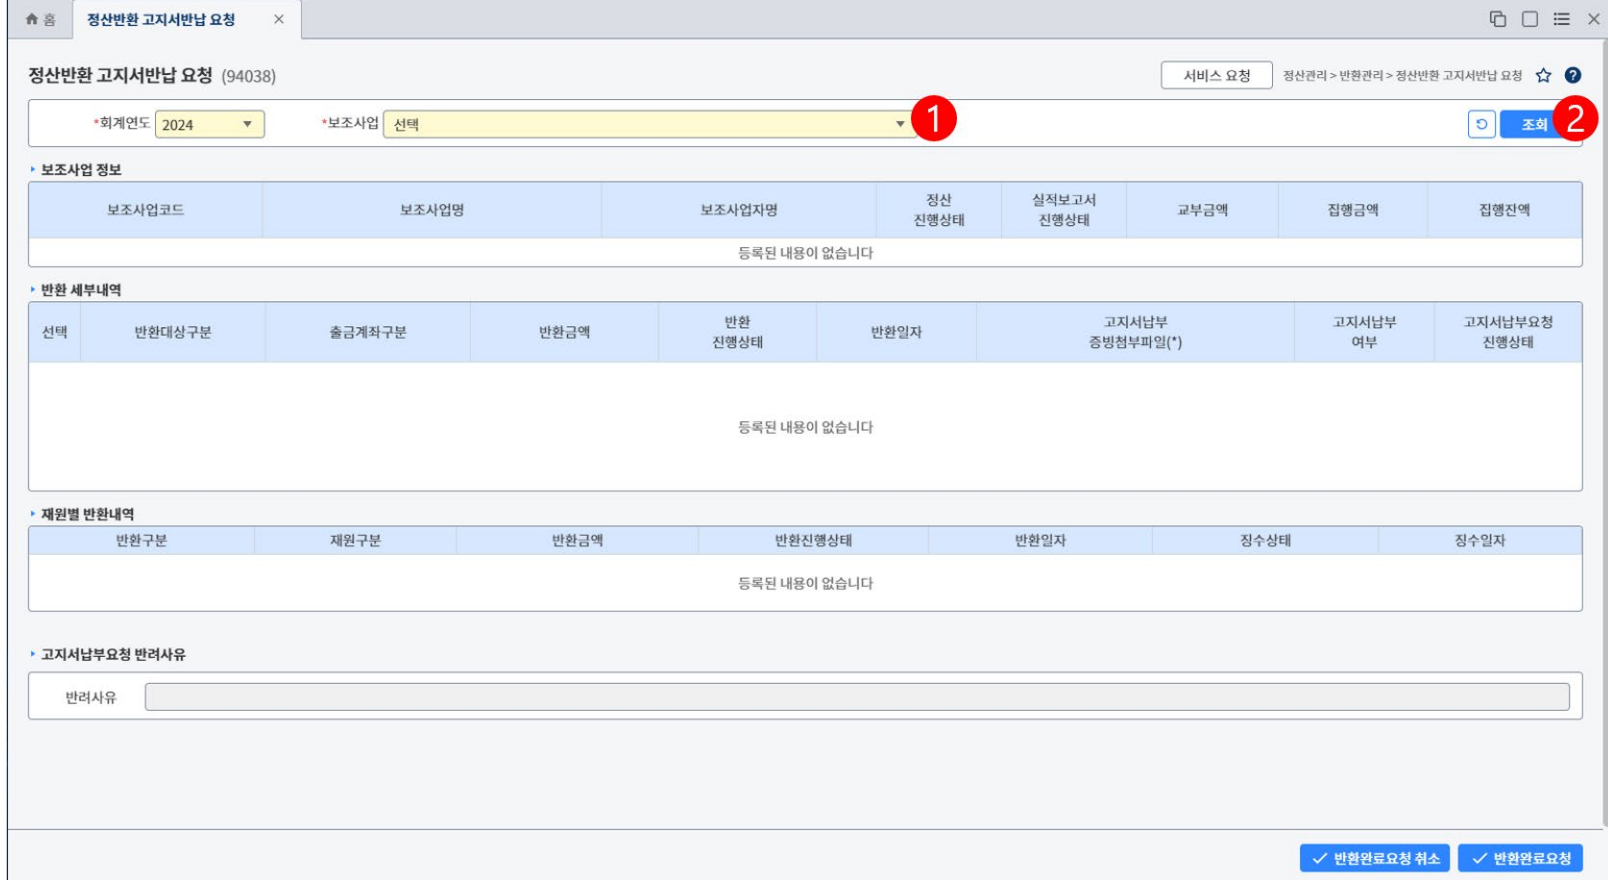 홈 정산반환 고지서반납 요청
정산반환 고지서반납 요청 (94038) 서비스 요청 정산관리 > 반환관리 > 정산반환 고지서반납 요청 ?
*회계연도 2024 *보조사업 선택 1 조회 2
보조사업 정보
보조사업코드 보조사업명 보조사업자명 정산 진행상태 실적보고서 진행상태 교부금액 집행금액 집행잔액
등록된 내용이 없습니다
반환 세부내역
선택 반환대상구분 출금계좌구분 반환금액 반환 진행상태 반환일자 고지서납부 증빙첨부파일(*) 고지서납부 여부 고지서납부요청 진행상태
등록된 내용이 없습니다
재원별 반환내역
반환구분 재원구분 반환금액 반환진행상태 반환일자 징수상태 징수일자
등록된 내용이 없습니다
고지서납부요청 반려사유
반려사유
반환완료요청 취소 반환완료요청